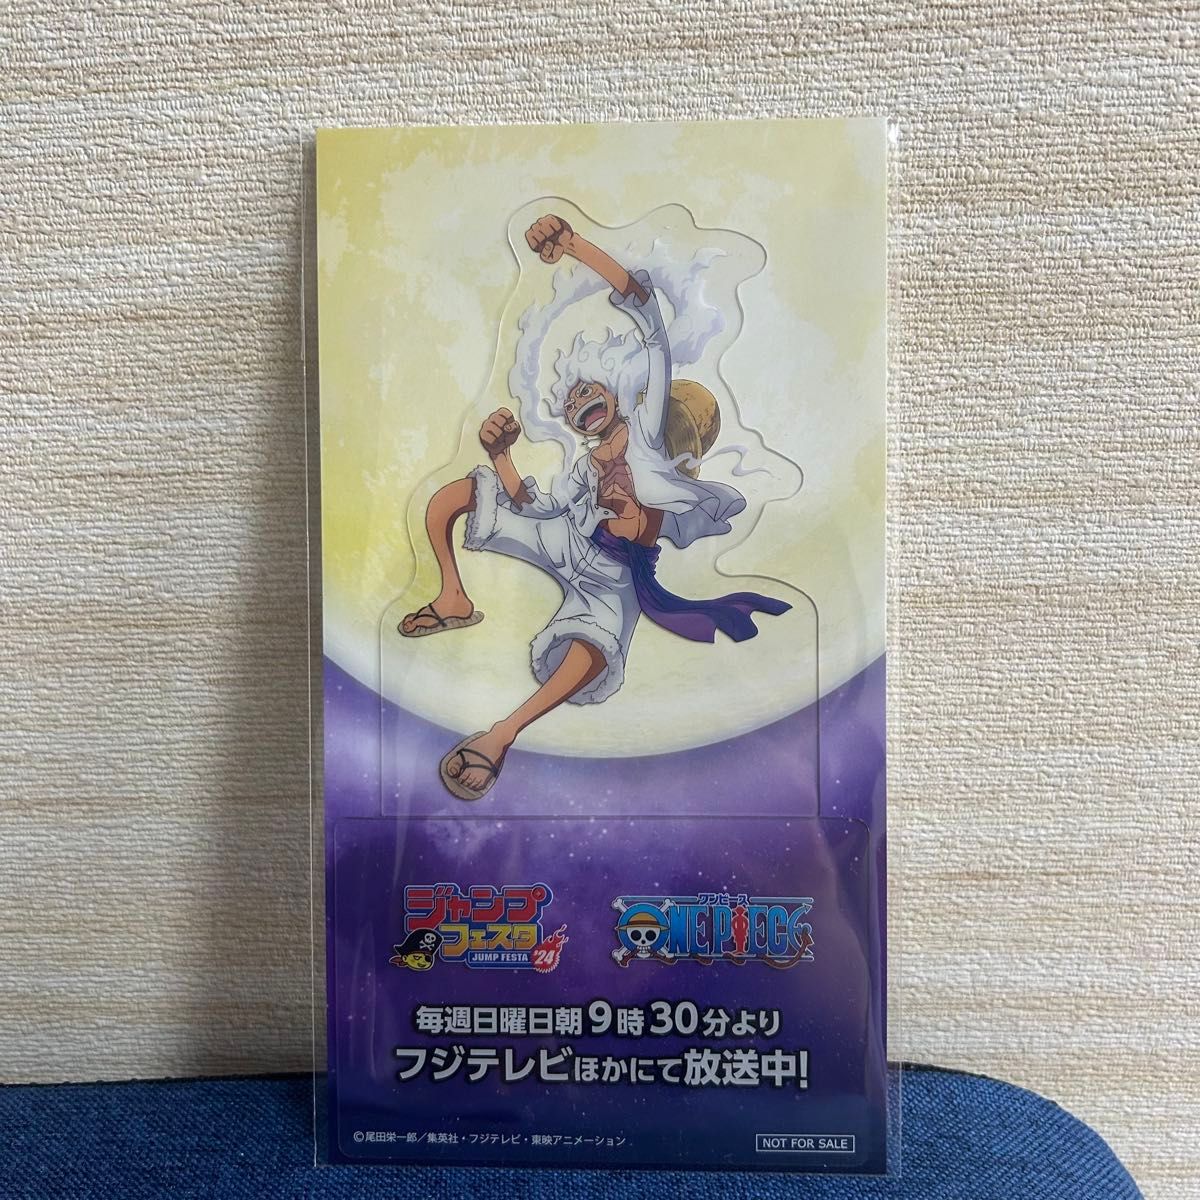 ジャンプ
フェスタ
JUMP FESTA '24
ワンピース
ONE PIECE
毎週日曜日朝9時30分より
フジテレビほかにて放送中!
©尾田栄一郎/集英社・フジテレビ・東映アニメーション
NOT FOR SALE